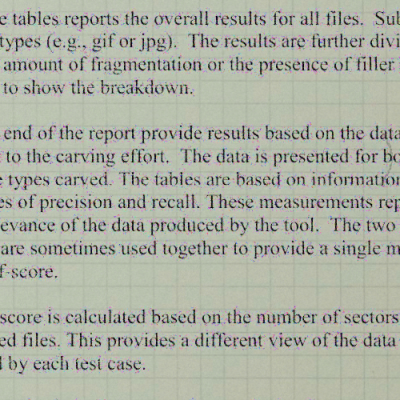 e tables reports the overall results for all files. Sub
types (e.g., gif or jpg). The results are further divi
amount of fragmentation or the presence of filler
to show the breakdown.
end of the report provide results based on the data
to the carving effort. The data is presented for bo
e types carved. The tables are based on information
es of precision and recall. These measurements rep
levance of the data produced by the tool. The two
are sometimes used together to provide a single m
f-score.
score is calculated based on the number of sectors
ed files. This provides a different view of the data
d by each test case.